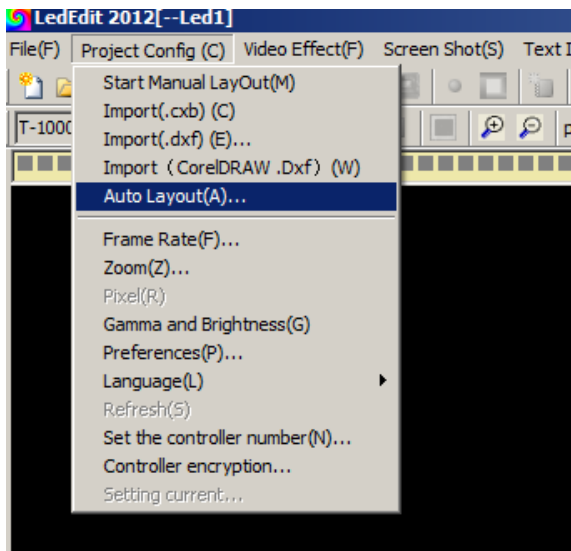 LedEdit 2012[--Led1]
File(F) Project Config (C) Video Effect(F) Screen Shot(S) Text
Start Manual LayOut(M)
Import(.cxb) (C)
T-1000
Import(.dxf) (E)...
Import (CorelDRAW .Dxf) (W)
Auto Layout(A)...
Frame Rate(F)...
Zoom(Z)...
Pixel(R)
Gamma and Brightness(G)
Preferences(P)...
Language(L)
Refresh(S)
Set the controller number(N)...
Controller encryption...
Setting current...